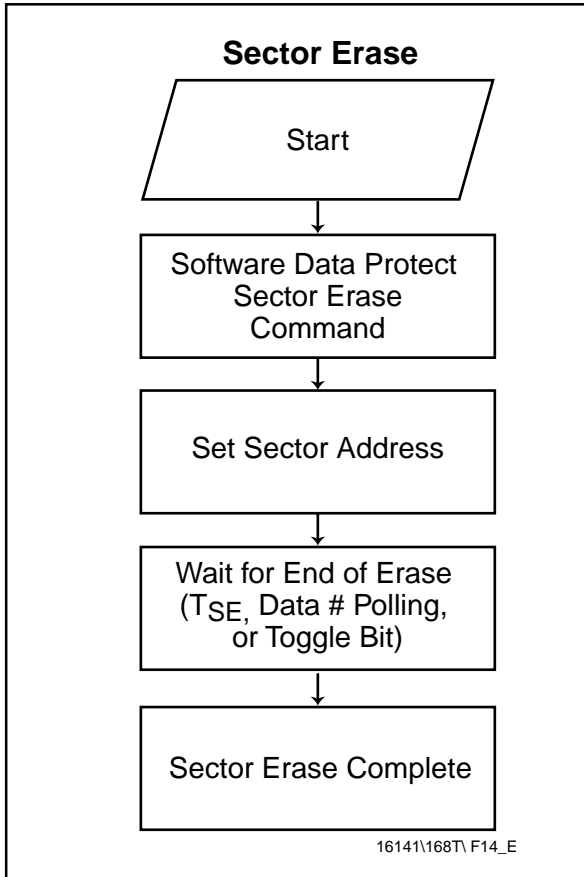 Sector Erase
Start
Software Data Protect
Sector Erase
Command
Set Sector Address
Wait for End of Erase
(TSE, Data # Polling,
or Toggle Bit)
Sector Erase Complete
16141\168T\ F14_E